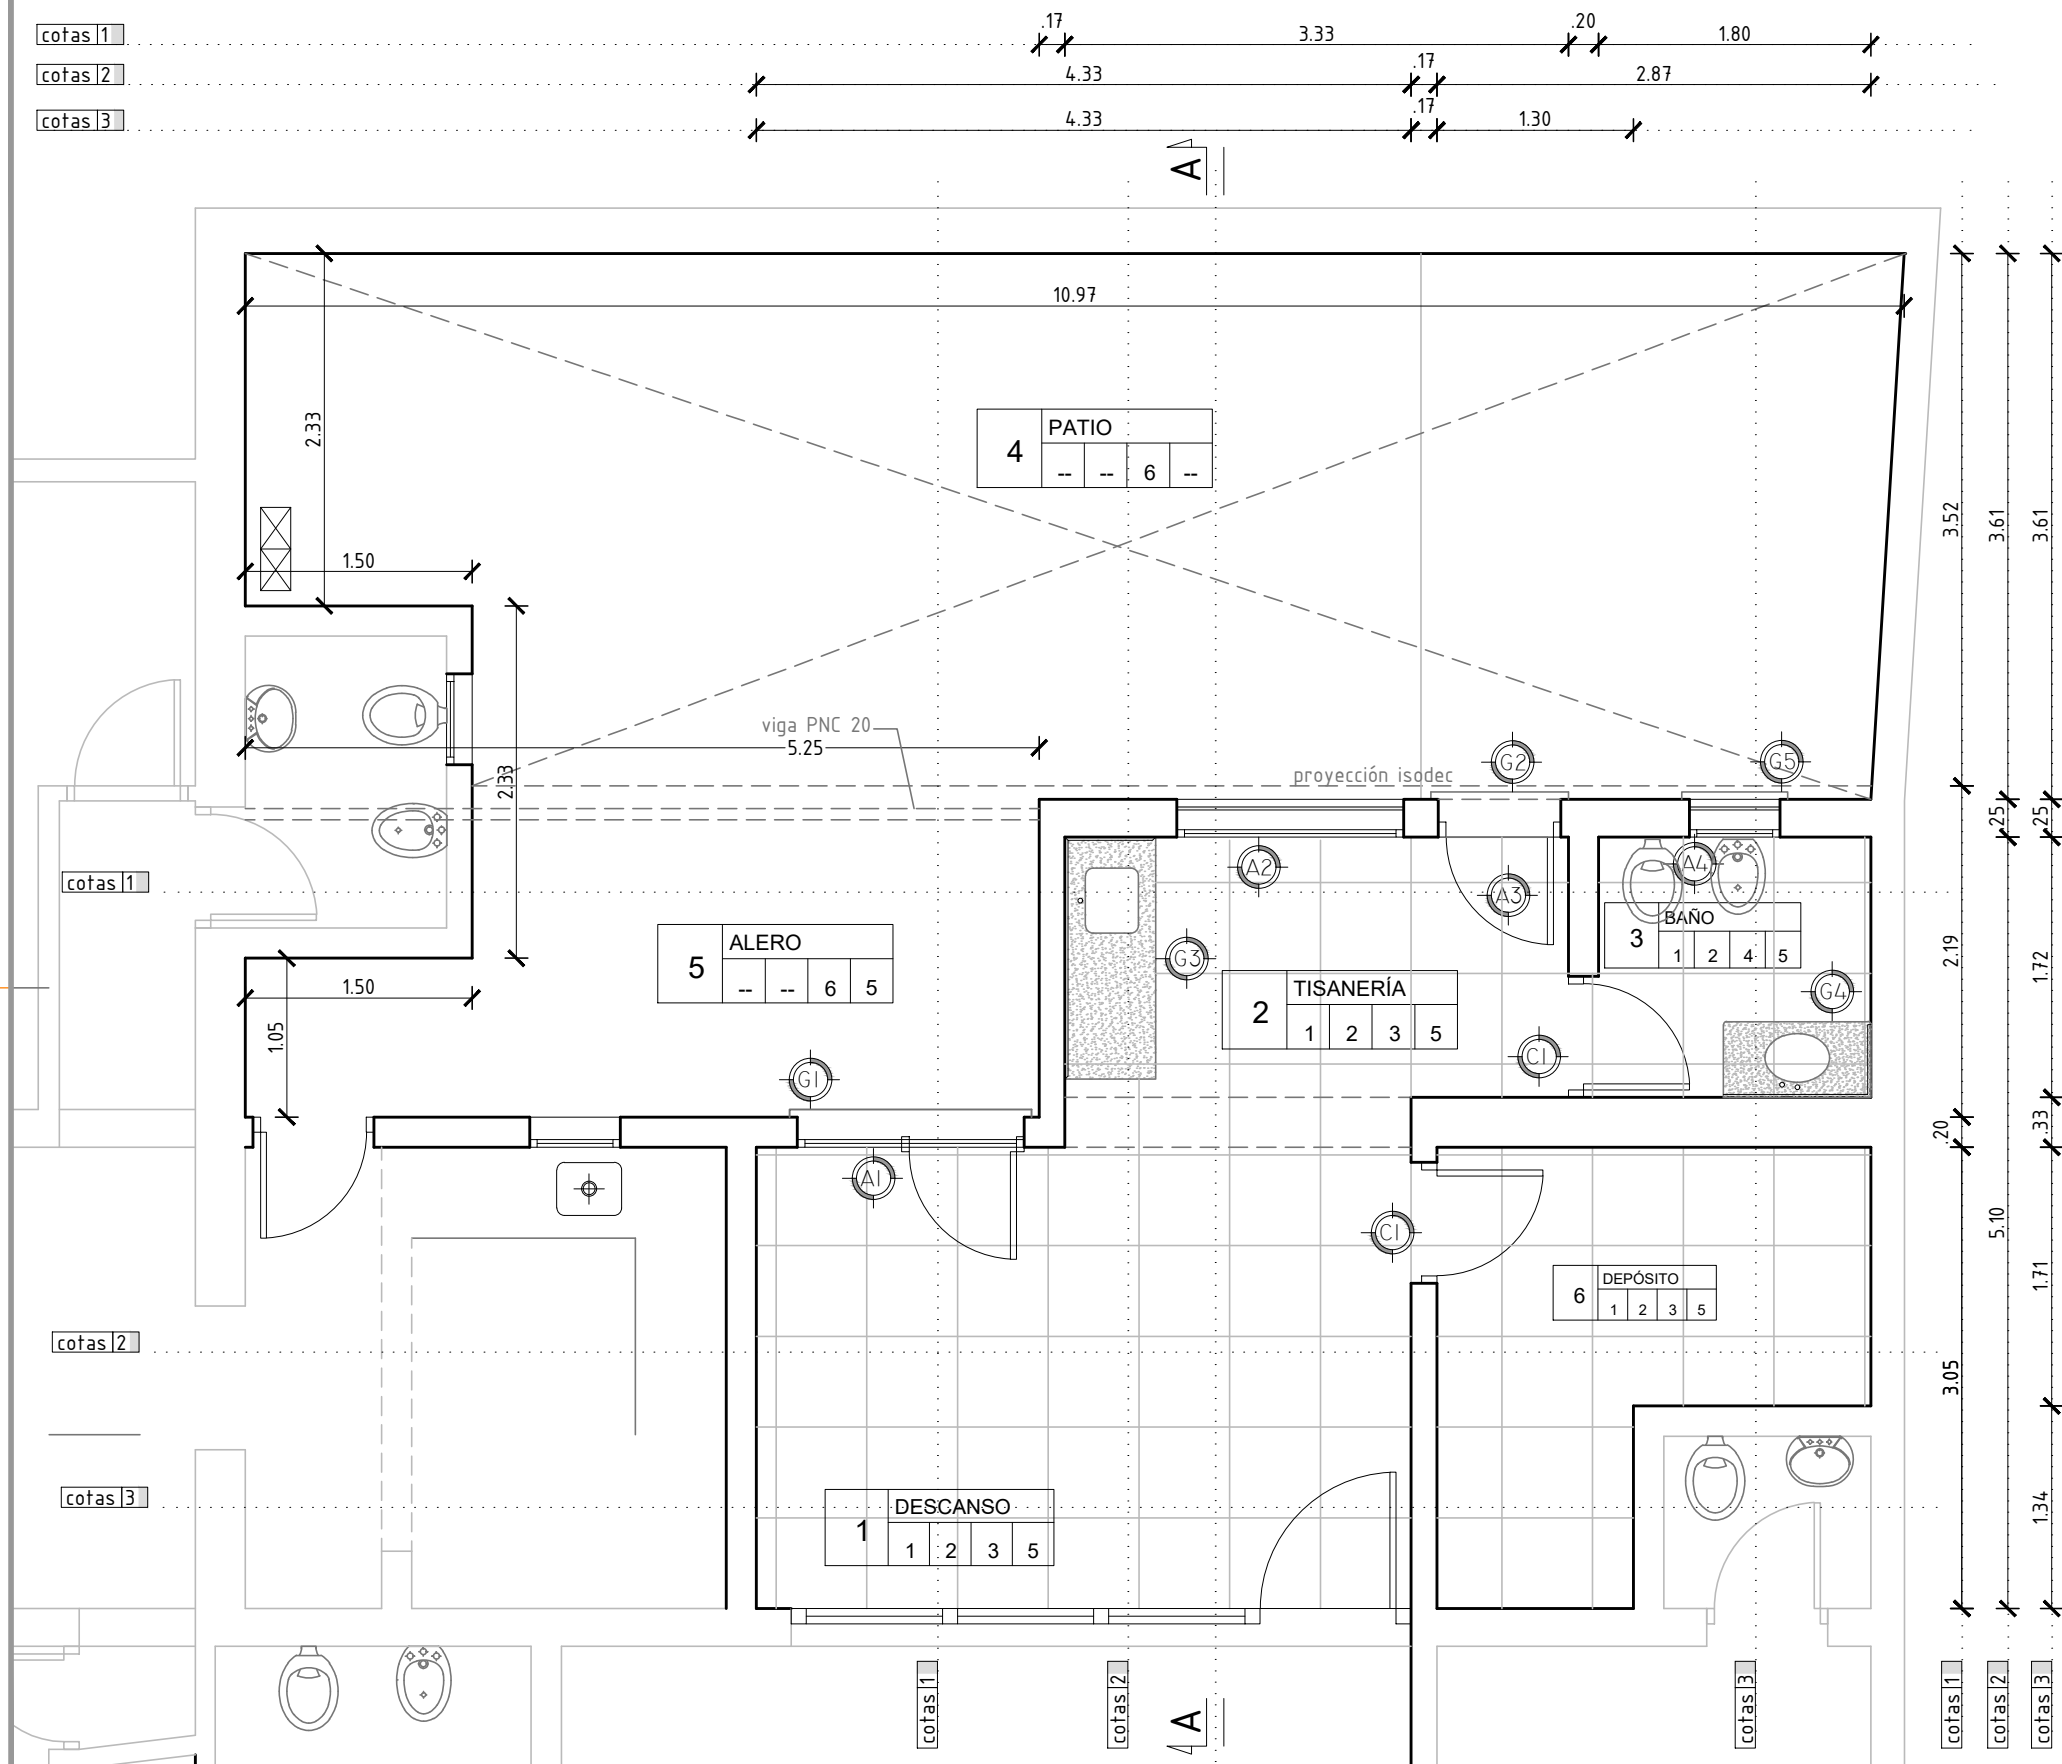 cotas 1
.17
3.33
.20
1.80
cotas 2
4.33
.17
2.87
cotas 3
4.33
.17
1.30
A
10.97
2.33
4
PATIO
-- -- 6 --
3.52
3.61
3.61
1.50
viga PNC 20
5.25
2.33
proyección isodec
G2
G5
.25
.25
cotas 1
A2
A3
A4
5
ALERO
-- -- 6 5
G3
3
BAÑO
1 2 4 5
2.19
1.72
1.50
1.05
2
TISANERÍA
1 2 3 5
G4
C1
G1
.20
.33
A1
C1
5.10
1.71
6
DEPÓSITO
1 2 3 5
cotas 2
3.05
cotas 3
1
DESCANSO
1 2 3 5
1.34
cotas 1
cotas 2
A
cotas 3
cotas 1
cotas 2
cotas 3